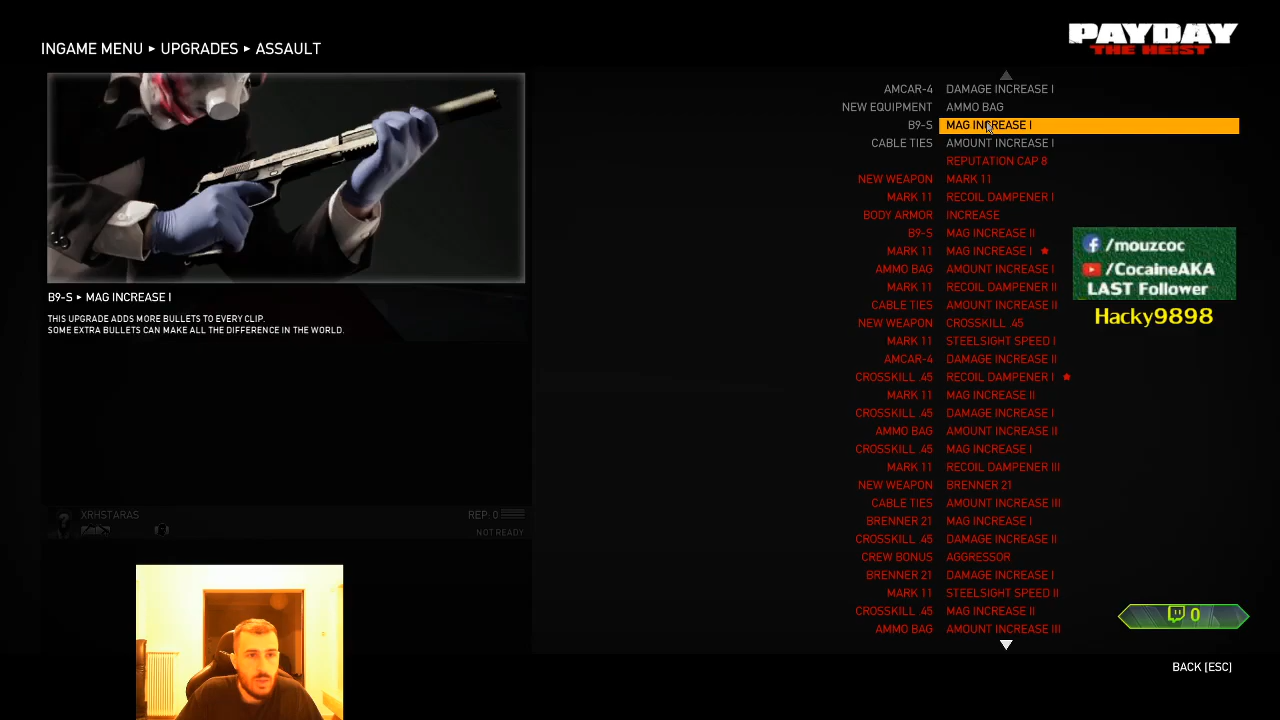 INGAME MENU ▸ UPGRADES ▸ ASSAULT
PAYDAY
THE HEIST
AMCAR-4 DAMAGE INCREASE I
NEW EQUIPMENT AMMO BAG
B9-S MAG INCREASE I
CABLE TIES AMOUNT INCREASE I
REPUTATION CAP 8
NEW WEAPON MARK 11
MARK 11 RECOIL DAMPENER I
BODY ARMOR INCREASE
B9-S MAG INCREASE II
MARK 11 MAG INCREASE I
AMMO BAG AMOUNT INCREASE I
MARK 11 RECOIL DAMPENER II
CABLE TIES AMOUNT INCREASE II
NEW WEAPON CROSSKILL .45
MARK 11 STEELSIGHT SPEED I
AMCAR-4 DAMAGE INCREASE II
CROSSKILL .45 RECOIL DAMPENER I
MARK 11 MAG INCREASE II
CROSSKILL .45 DAMAGE INCREASE I
AMMO BAG AMOUNT INCREASE II
CROSSKILL .45 MAG INCREASE I
MARK 11 RECOIL DAMPENER III
NEW WEAPON BRENNER 21
CABLE TIES AMOUNT INCREASE III
BRENNER 21 MAG INCREASE I
CROSSKILL .45 DAMAGE INCREASE II
CREW BONUS AGGRESSOR
BRENNER 21 DAMAGE INCREASE I
MARK 11 STEELSIGHT SPEED II
CROSSKILL .45 MAG INCREASE II
AMMO BAG AMOUNT INCREASE III
B9-S ▸ MAG INCREASE I
THIS UPGRADE ADDS MORE BULLETS TO EVERY CLIP.
SOME EXTRA BULLETS CAN MAKE ALL THE DIFFERENCE IN THE WORLD.
XRHSTARAS REP: 0
NOT READY
/mouzcoc
/CocaineAKA
LAST Follower
Hacky9898
0
BACK [ESC]